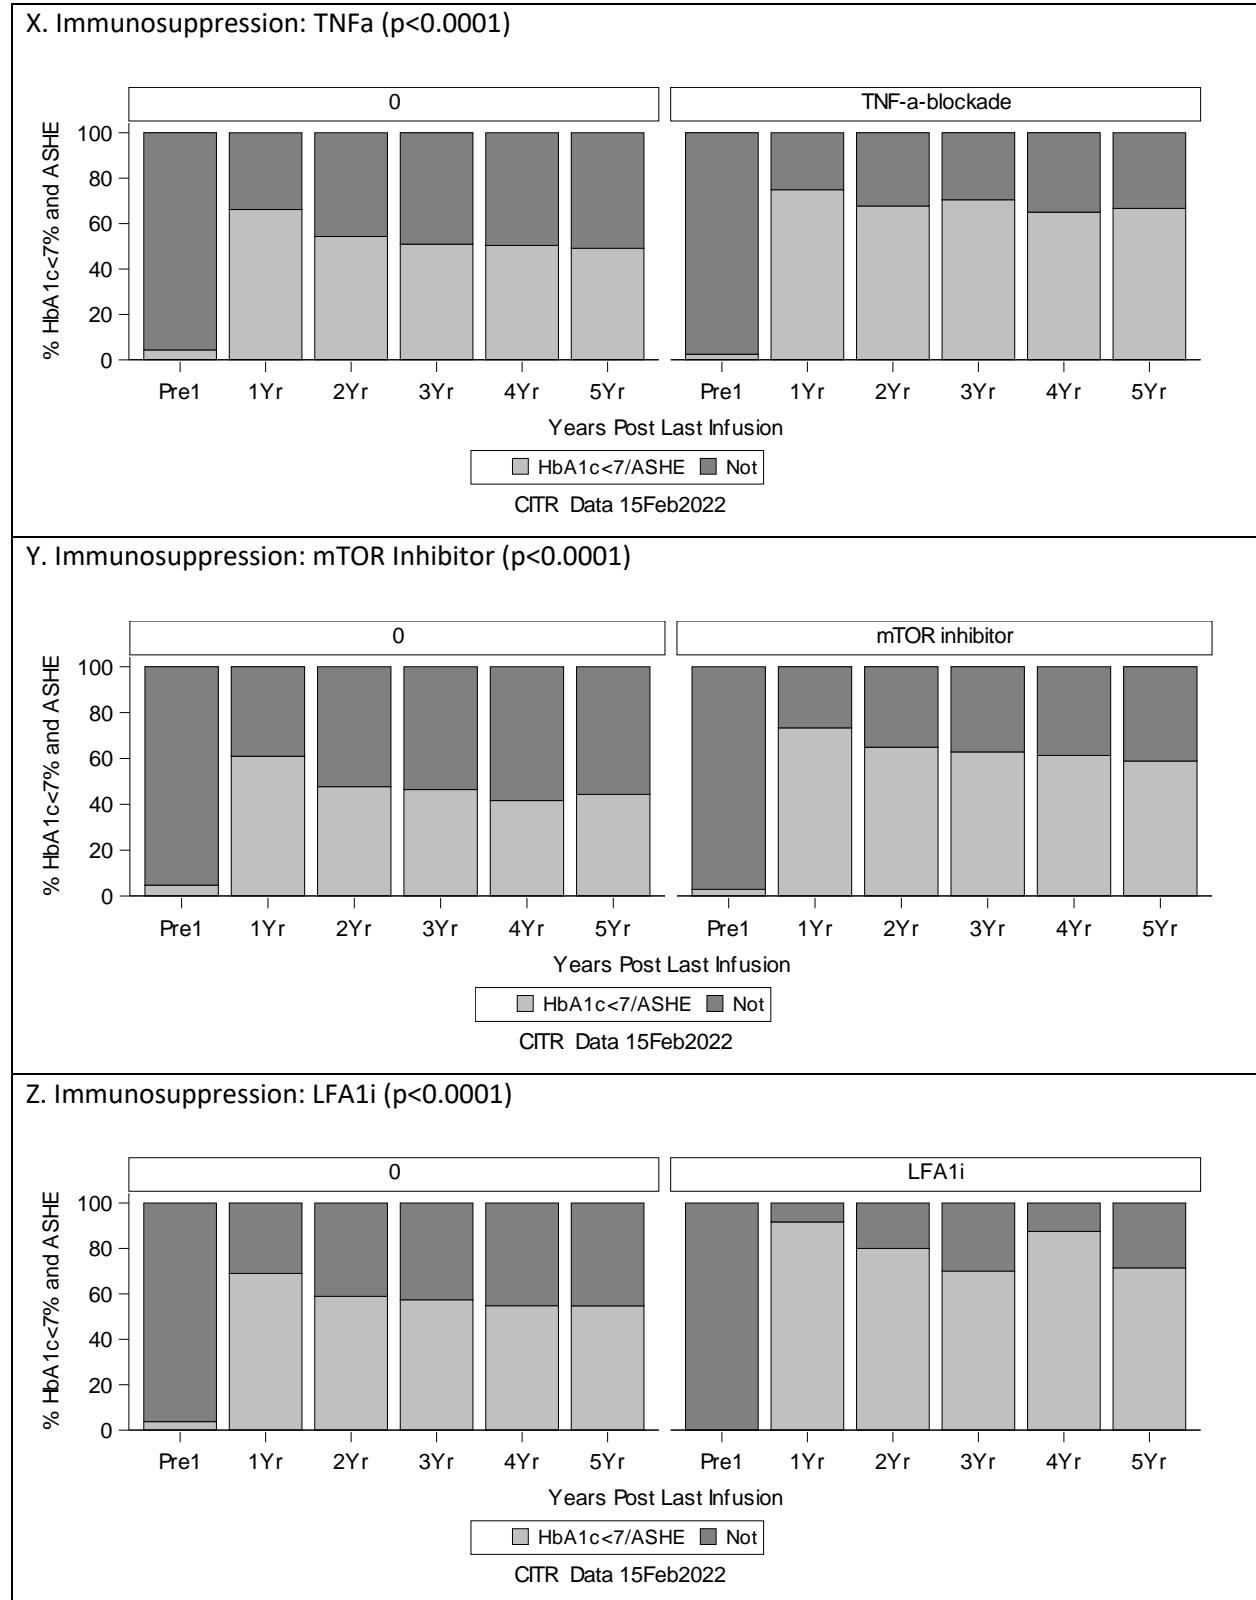 X. Immunosuppression: TNFa (p<0.0001)
0 TNF-a-blockade
% HbA1c<7% and ASHE
100
80
60
40
20
0
Pre1 1Yr 2Yr 3Yr 4Yr 5Yr Pre1 1Yr 2Yr 3Yr 4Yr 5Yr
Years Post Last Infusion
HbA1c<7/ASHE Not
CITR Data 15Feb2022
Y. Immunosuppression: mTOR Inhibitor (p<0.0001)
0 mTOR inhibitor
% HbA1c<7% and ASHE
100
80
60
40
20
0
Pre1 1Yr 2Yr 3Yr 4Yr 5Yr Pre1 1Yr 2Yr 3Yr 4Yr 5Yr
Years Post Last Infusion
HbA1c<7/ASHE Not
CITR Data 15Feb2022
Z. Immunosuppression: LFA1i (p<0.0001)
0 LFA1i
% HbA1c<7% and ASHE
100
80
60
40
20
0
Pre1 1Yr 2Yr 3Yr 4Yr 5Yr Pre1 1Yr 2Yr 3Yr 4Yr 5Yr
Years Post Last Infusion
HbA1c<7/ASHE Not
CITR Data 15Feb2022